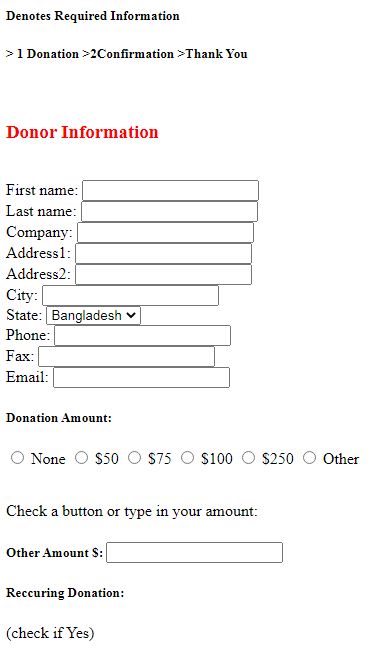 Denotes Required Information
> 1 Donation >2Confirmation >Thank You
Donor Information
First name:
Last name:
Company:
Address1:
Address2:
City:
State: Bangladesh
Phone:
Fax:
Email:
Donation Amount:
None $50 $75 $100 $250 Other
Check a button or type in your amount:
Other Amount $:
Reccuring Donation:
(check if Yes)